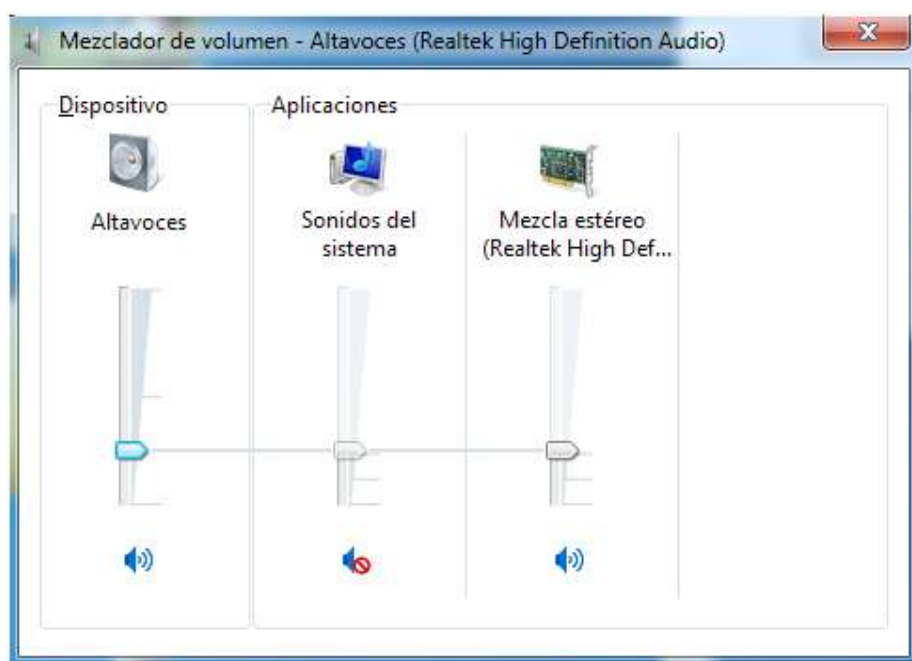 Mezclador de volumen - Altavoces (Realtek High Definition Audio)
Dispositivo
Aplicaciones
Altavoces
Sonidos del
sistema
Mezcla estéreo
(Realtek High Def...